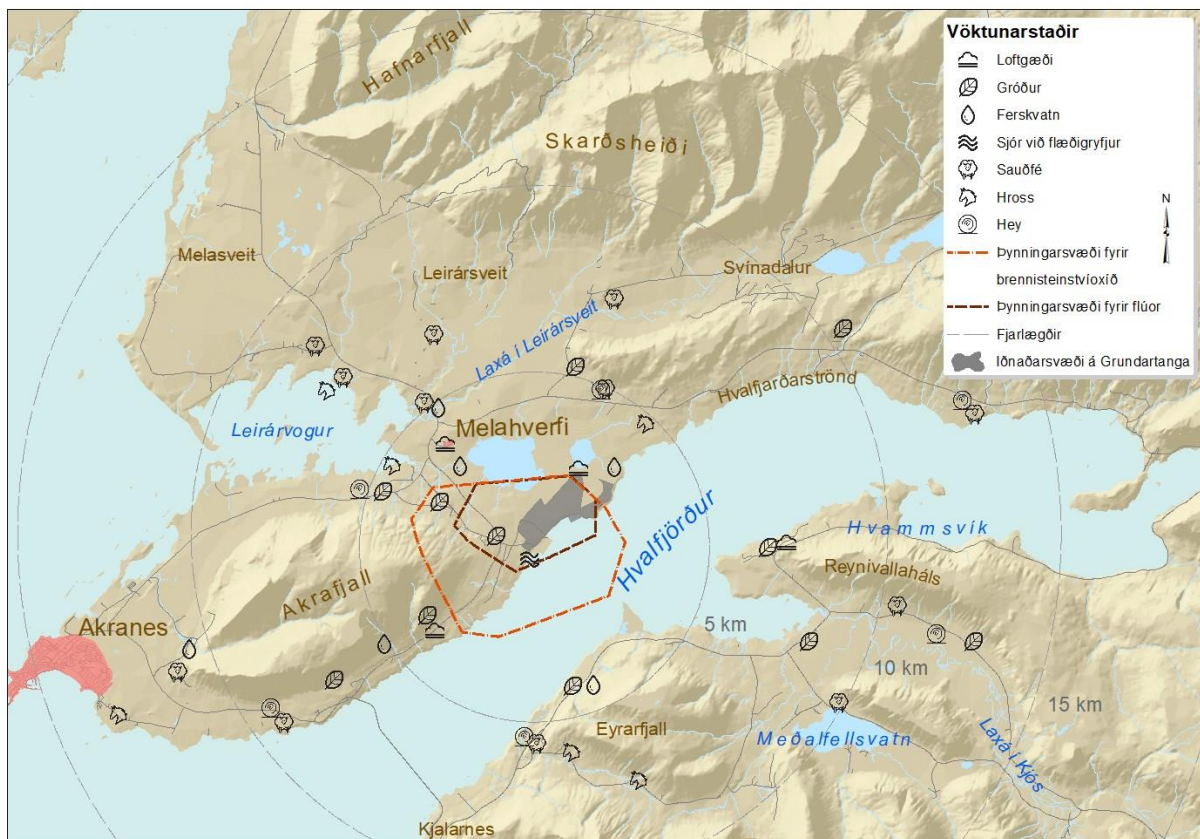 Vöktunarstaðir
Loftgæði
Gróður
Ferskvatn
Sjór við flæðigryfjur
Sauðfé
Hross
Hey
Þynningarsvæði fyrir
brennisteinstvíoxíð
Þynningarsvæði fyrir flúor
Fjarlægðir
Iðnaðarsvæði á Grundartanga
N
Hafnarfjall
Skarðsheiði
Melasveit
Leirársveit
Svínadalur
Laxá í Leirársveit
Hvalfjarðarströnd
Leirárvogur
Melahverfi
Hvalfjörður
Hvammsvík
Reynivallaháls
Akrafjall
Akranes
5 km
10 km
15 km
Eyrarfjall
Meðalfellsvatn
Laxá í Kjós
Kjalarnes